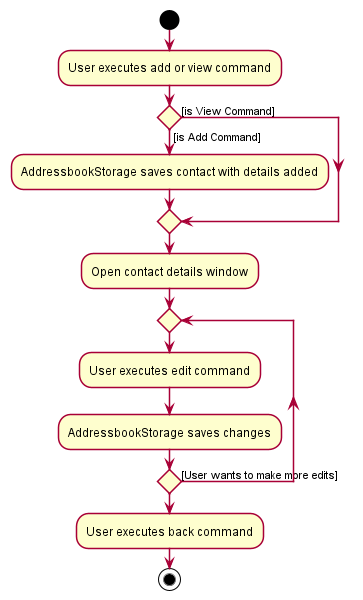 User executes add or view command
[is View Command]
[is Add Command]
AddressbookStorage saves contact with details added
Open contact details window
User executes edit command
AddressbookStorage saves changes
[User wants to make more edits]
User executes back command